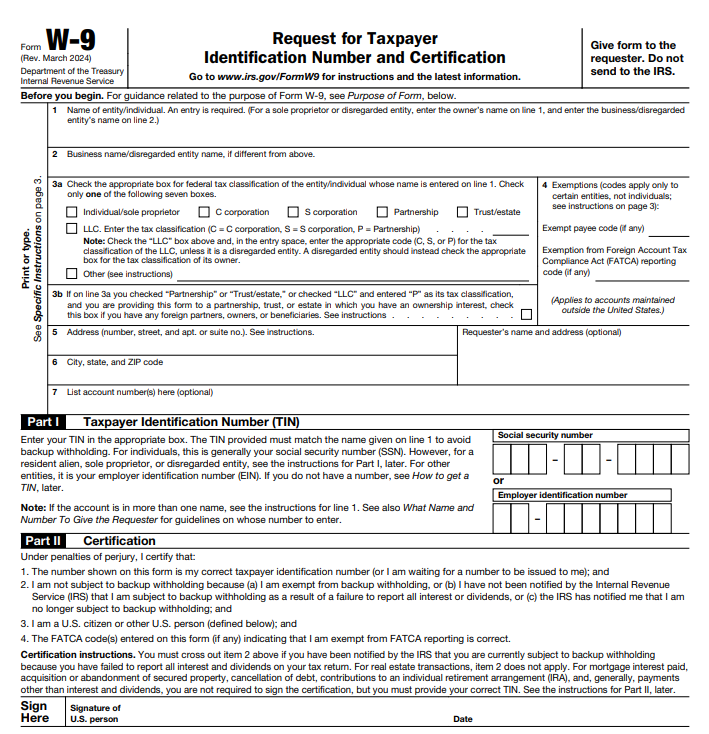 Form W-9
(Rev. March 2024)
Department of the Treasury
Internal Revenue Service
Request for Taxpayer
Identification Number and Certification
Go to www.irs.gov/FormW9 for instructions and the latest information.
Give form to the
requester. Do not
send to the IRS.
Before you begin. For guidance related to the purpose of Form W-9, see Purpose of Form, below.
Print or type.
See Specific Instructions on page 3.
1 Name of entity/individual. An entry is required. (For a sole proprietor or disregarded entity, enter the owner's name on line 1, and enter the business/disregarded
entity's name on line 2.)
2 Business name/disregarded entity name, if different from above.
3a Check the appropriate box for federal tax classification of the entity/individual whose name is entered on line 1. Check
only one of the following seven boxes.
Individual/sole proprietor C corporation S corporation Partnership Trust/estate
LLC. Enter the tax classification (C = C corporation, S = S corporation, P = Partnership) . . . .
Note: Check the "LLC" box above and, in the entry space, enter the appropriate code (C, S, or P) for the tax
classification of the LLC, unless it is a disregarded entity. A disregarded entity should instead check the appropriate
box for the tax classification of its owner.
Other (see instructions)
3b If on line 3a you checked "Partnership" or "Trust/estate," or checked "LLC" and entered "P" as its tax classification,
and you are providing this form to a partnership, trust, or estate in which you have an ownership interest, check
this box if you have any foreign partners, owners, or beneficiaries. See instructions . . . . . . . . .
4 Exemptions (codes apply only to
certain entities, not individuals;
see instructions on page 3):
Exempt payee code (if any)
Exemption from Foreign Account Tax
Compliance Act (FATCA) reporting
code (if any)
(Applies to accounts maintained
outside the United States.)
5 Address (number, street, and apt. or suite no.). See instructions.
Requester's name and address (optional)
6 City, state, and ZIP code
7 List account number(s) here (optional)
Part I Taxpayer Identification Number (TIN)
Enter your TIN in the appropriate box. The TIN provided must match the name given on line 1 to avoid
backup withholding. For individuals, this is generally your social security number (SSN). However, for a
resident alien, sole proprietor, or disregarded entity, see the instructions for Part I, later. For other
entities, it is your employer identification number (EIN). If you do not have a number, see How to get a
TIN, later.
Note: If the account is in more than one name, see the instructions for line 1. See also What Name and
Number To Give the Requester for guidelines on whose number to enter.
Social security number
– –
or
Employer identification number
–
Part II Certification
Under penalties of perjury, I certify that:
1. The number shown on this form is my correct taxpayer identification number (or I am waiting for a number to be issued to me); and
2. I am not subject to backup withholding because (a) I am exempt from backup withholding, or (b) I have not been notified by the Internal Revenue
Service (IRS) that I am subject to backup withholding as a result of a failure to report all interest or dividends, or (c) the IRS has notified me that I am
no longer subject to backup withholding; and
3. I am a U.S. citizen or other U.S. person (defined below); and
4. The FATCA code(s) entered on this form (if any) indicating that I am exempt from FATCA reporting is correct.
Certification instructions. You must cross out item 2 above if you have been notified by the IRS that you are currently subject to backup withholding
because you have failed to report all interest and dividends on your tax return. For real estate transactions, item 2 does not apply. For mortgage interest paid,
acquisition or abandonment of secured property, cancellation of debt, contributions to an individual retirement arrangement (IRA), and, generally, payments
other than interest and dividends, you are not required to sign the certification, but you must provide your correct TIN. See the instructions for Part II, later.
Sign
Here
Signature of
U.S. person
Date